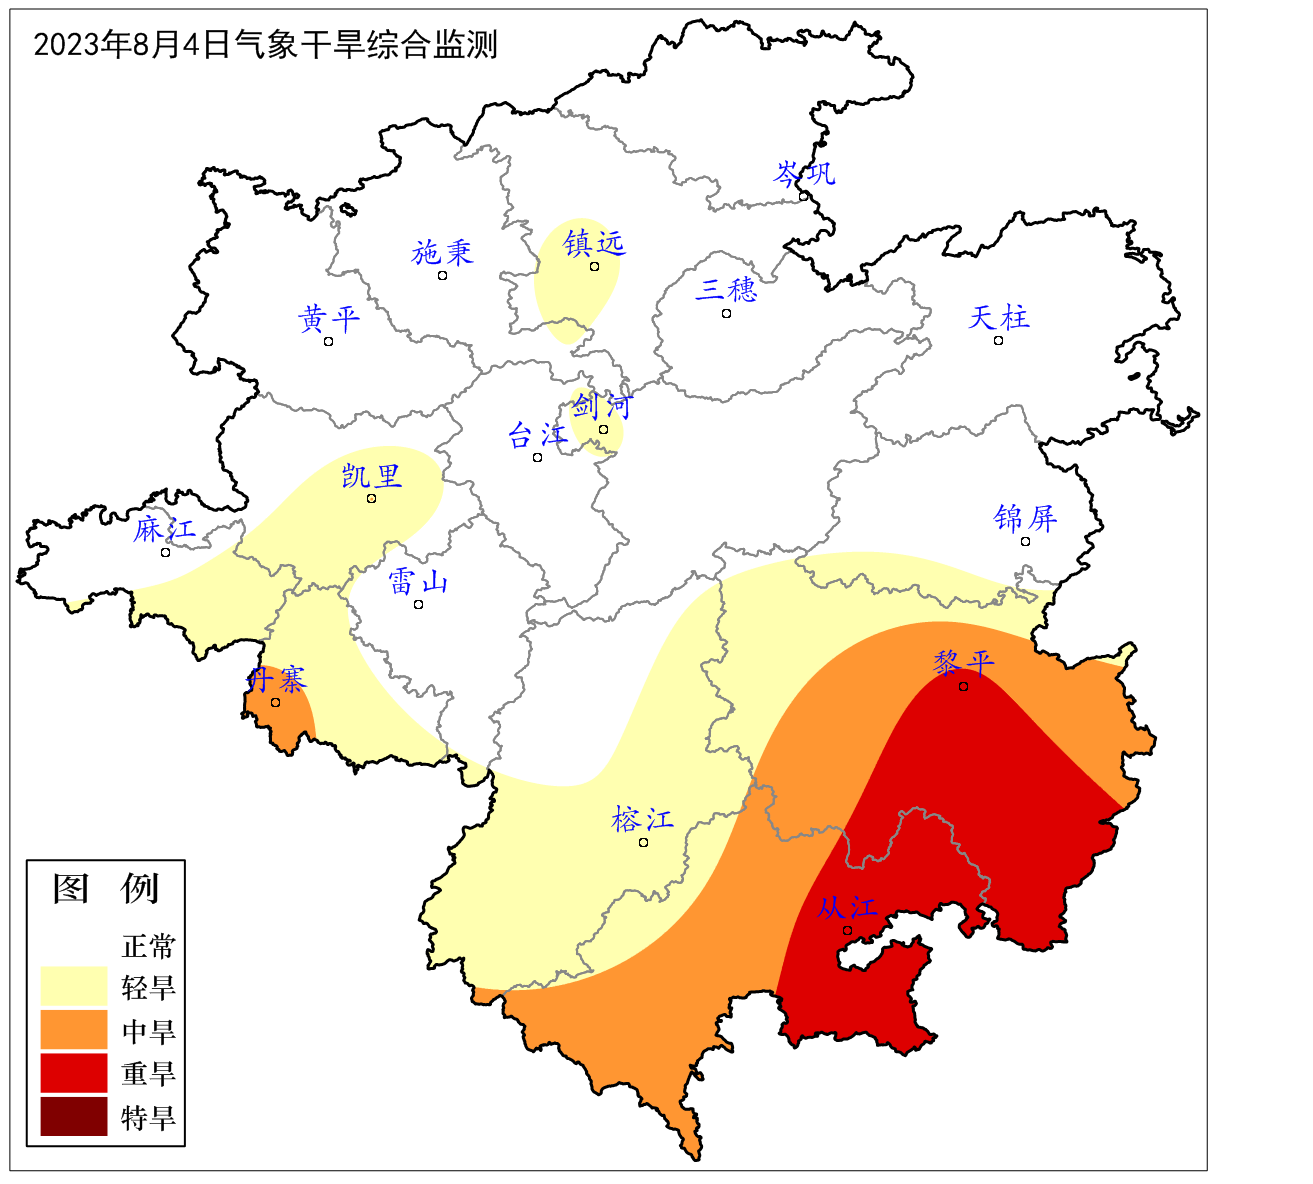 2023年8月4日气象干旱综合监测
岑巩
镇远
施秉
三穗
黄平
天柱
剑河
台江
凯里
锦屏
麻江
雷山
黎平
丹寨
榕江
从江
图 例
正常
轻旱
中旱
重旱
特旱